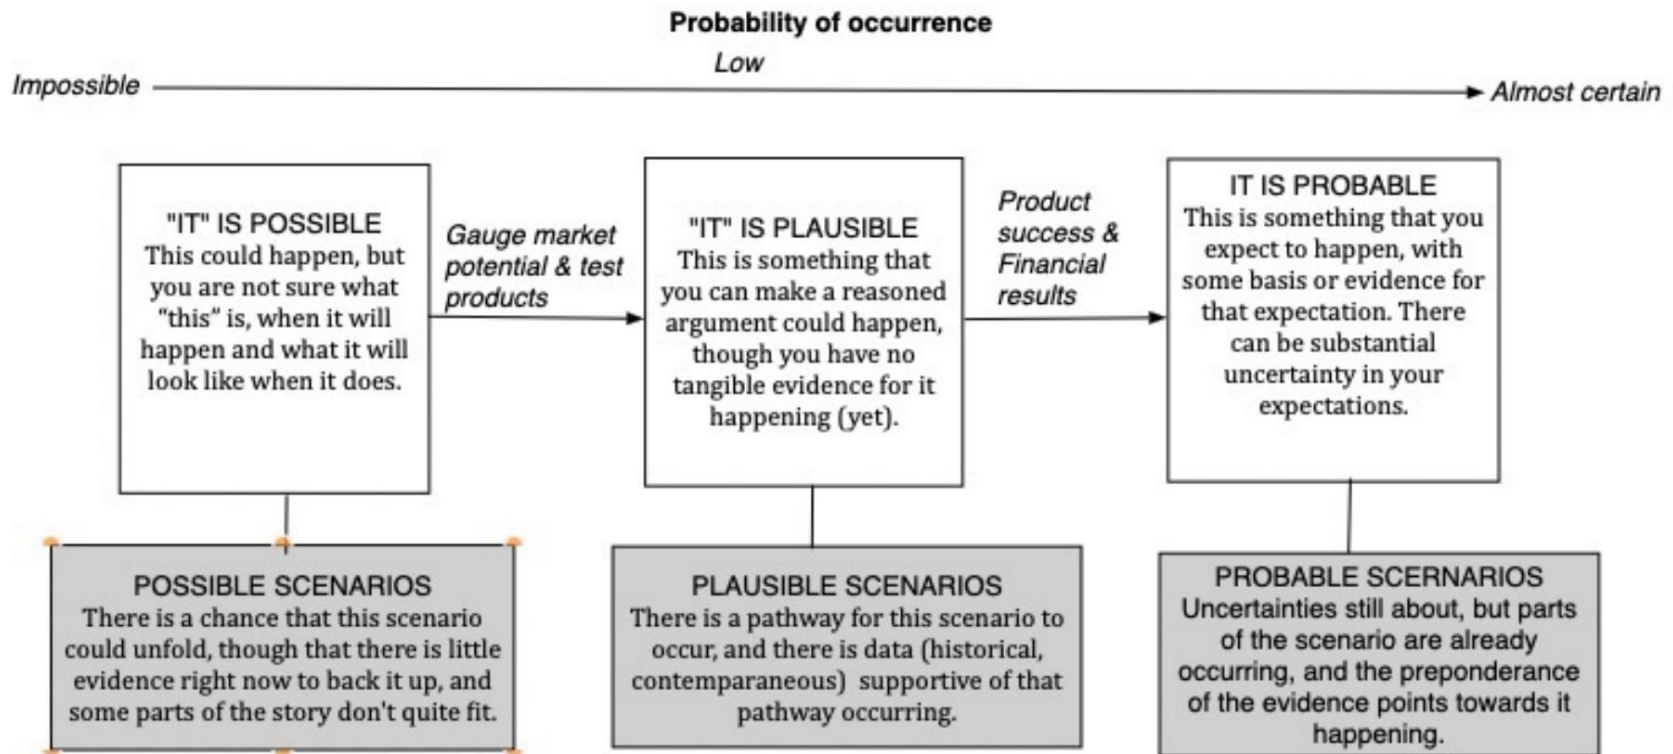 Probability of occurrence
Low
Impossible
Almost certain
"IT" IS POSSIBLE
This could happen, but
you are not sure what
“this” is, when it will
happen and what it will
look like when it does.
Gauge market
potential & test
products
"IT" IS PLAUSIBLE
This is something that
you can make a reasoned
argument could happen,
though you have no
tangible evidence for it
happening (yet).
Product
success &
Financial
results
IT IS PROBABLE
This is something that you
expect to happen, with
some basis or evidence for
that expectation. There
can be substantial
uncertainty in your
expectations.
POSSIBLE SCENARIOS
There is a chance that this scenario
could unfold, though that there is little
evidence right now to back it up, and
some parts of the story don't quite fit.
PLAUSIBLE SCENARIOS
There is a pathway for this scenario to
occur, and there is data (historical,
contemparaneous) supportive of that
pathway occurring.
PROBABLE SCERNARIOS
Uncertainties still about, but parts
of the scenario are already
occurring, and the preponderance
of the evidence points towards it
happening.